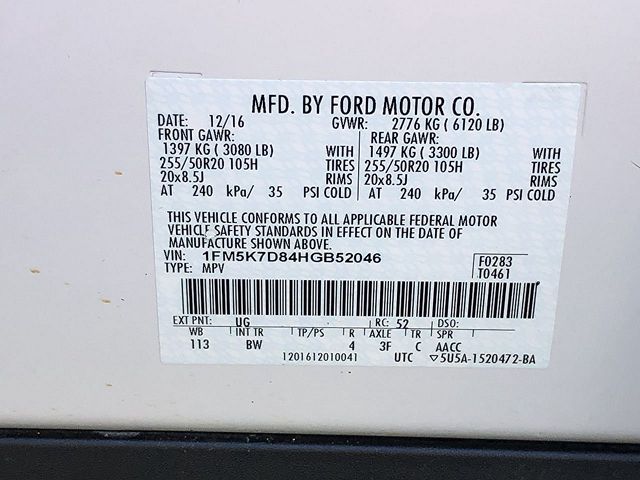 MFD. BY FORD MOTOR CO.
DATE: 12/16 GVWR: 2776 KG ( 6120 LB)
FRONT GAWR: REAR GAWR:
1397 KG ( 3080 LB) WITH 1497 KG ( 3300 LB) WITH
255/50R20 105H TIRES 255/50R20 105H TIRES
20x8.5J RIMS 20x8.5J RIMS
AT 240 kPa/ 35 PSI COLD AT 240 kPa/ 35 PSI COLD
THIS VEHICLE CONFORMS TO ALL APPLICABLE FEDERAL MOTOR
VEHICLE SAFETY STANDARDS IN EFFECT ON THE DATE OF
MANUFACTURE SHOWN ABOVE.
VIN: 1FM5K7D84HGB52046 F0283
TYPE: MPV T0461
EXT PNT: UG RC: 52 DSO:
WB INT TR TP/PS R AXLE TR SPR
113 BW 4 3F C AACC
1201612010041 UTC ▽5U5A-1520472-BA